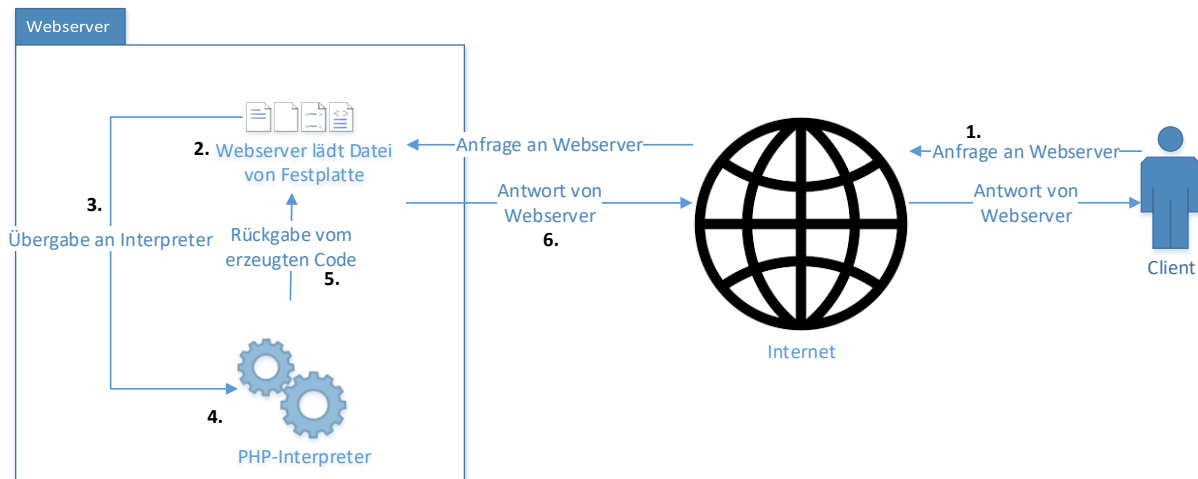 Webserver
1.
Anfrage an Webserver
Anfrage an Webserver
2. Webserver lädt Datei
von Festplatte
Antwort von
Webserver
6.
Antwort von
Webserver
3.
Übergabe an Interpreter
Rückgabe vom
erzeugten Code
5.
Client
Internet
4.
PHP-Interpreter